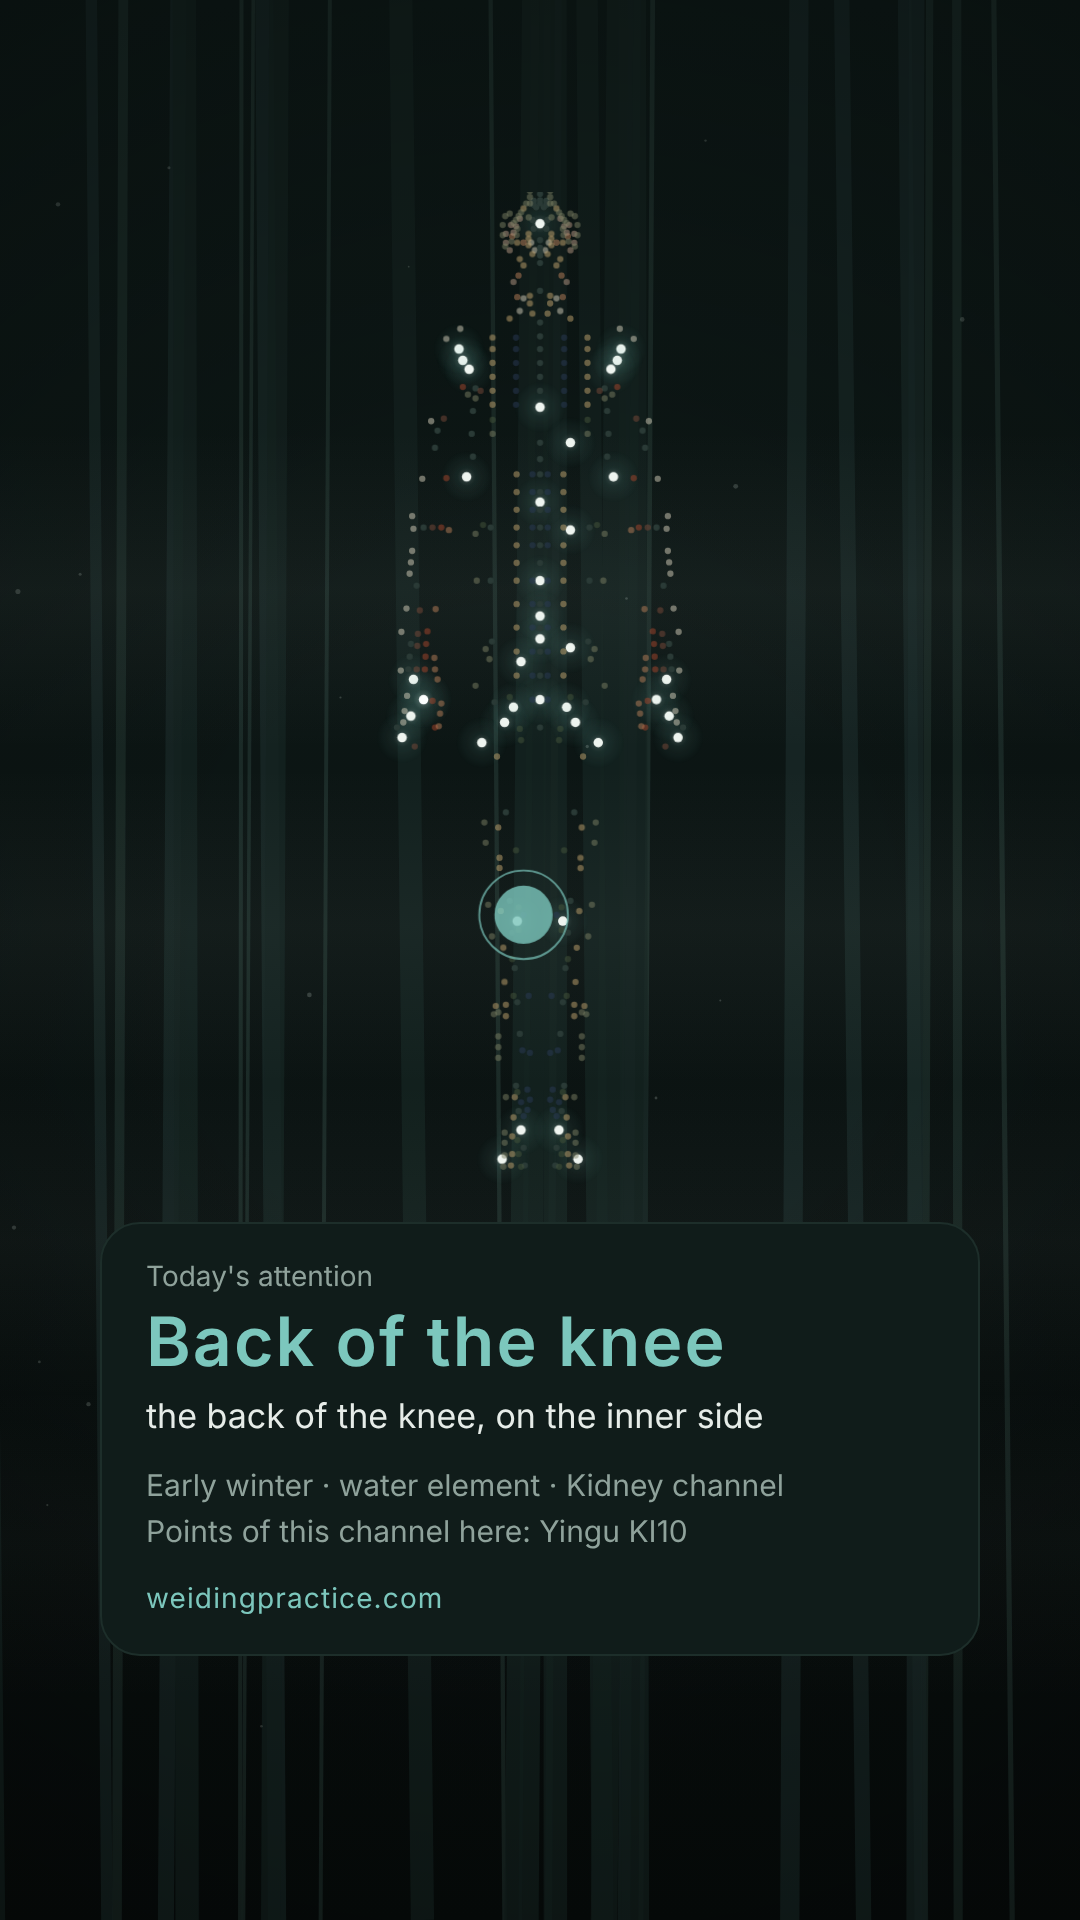 Today's attention
Back of the knee
the back of the knee, on the inner side
Early winter · water element · Kidney channel
Points of this channel here: Yingu KI10
weidingpractice.com